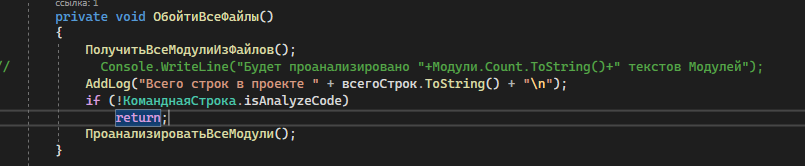 ссылка: 1
private void ОбойтиВсеФайлы()
{
ПолучитьВсеМодулиИзФайлов();
// Console.WriteLine("Будет проанализировано "+Модули.Count.ToString()+" текстов Модулей");
AddLog("Всего строк в проекте " + всегоСтрок.ToString() + "\n");
if (!КоманднаяСтрока.isAnalyzeCode)
return;
ПроанализироватьВсеМодули();
}